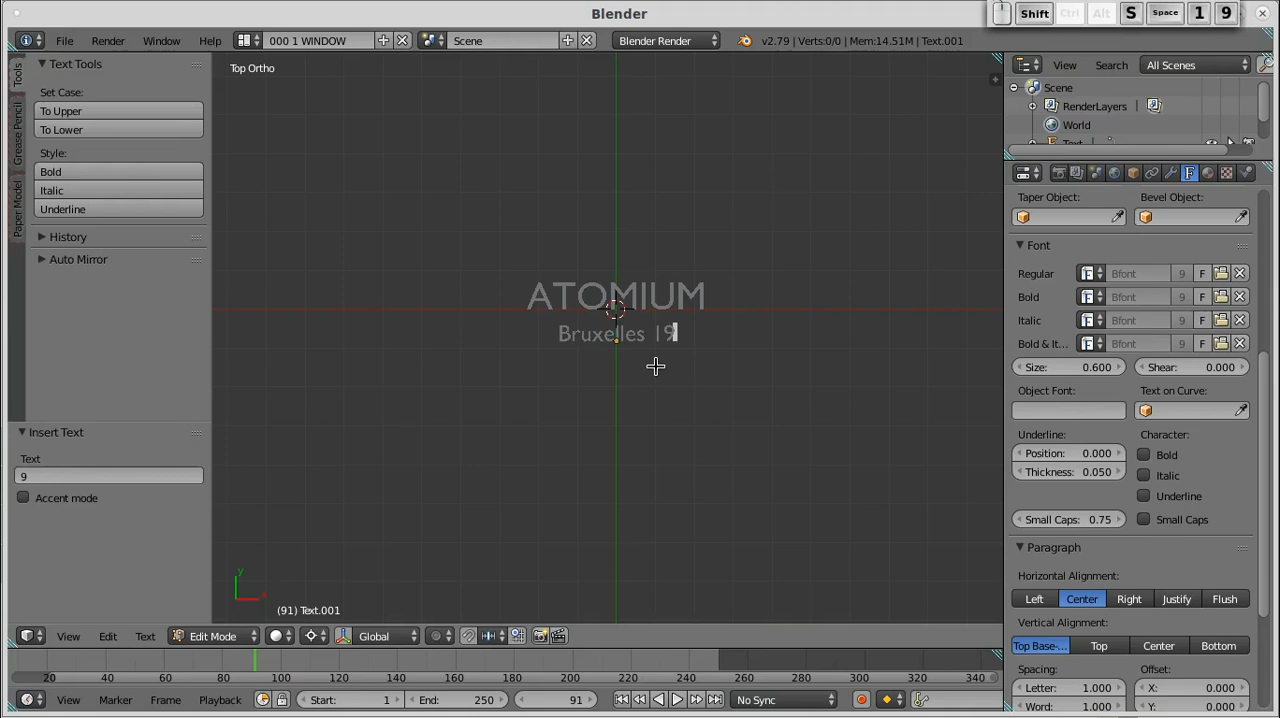 Blender
Shift Ctrl Alt S Space 1 9
File Render Window Help 000 1 WINDOW Scene Blender Render v2.79 | Verts:0/0 | Mem:14.51M | Text.001
Tools
Grease Pencil
Paper Model
Text Tools
Set Case:
To Upper
To Lower
Style:
Bold
Italic
Underline
History
Auto Mirror
Insert Text
Text
9
Accent mode
Top Ortho
ATOMIUM
Bruxelles 19
y
x
(91) Text.001
View Edit Text Edit Mode Global
20 40 60 80 100 120 140 160 180 200 220 240 260 280 300 320 340
View Marker Frame Playback Start: 1 End: 250 91 No Sync
View Search All Scenes
Scene
RenderLayers |
World
Text
Taper Object: Bevel Object:
Font
Regular Bfont 9 F
Bold Bfont 9 F
Italic Bfont 9 F
Bold & It... Bfont 9 F
Size: 0.600 Shear: 0.000
Object Font: Text on Curve:
Underline: Character:
Position: 0.000 Bold
Thickness: 0.050 Italic
Underline
Small Caps: 0.75 Small Caps
Paragraph
Horizontal Alignment:
Left Center Right Justify Flush
Vertical Alignment:
Top Base-... Top Center Bottom
Spacing: Offset:
Letter: 1.000 X: 0.000
Word: 1.000 Y: 0.000